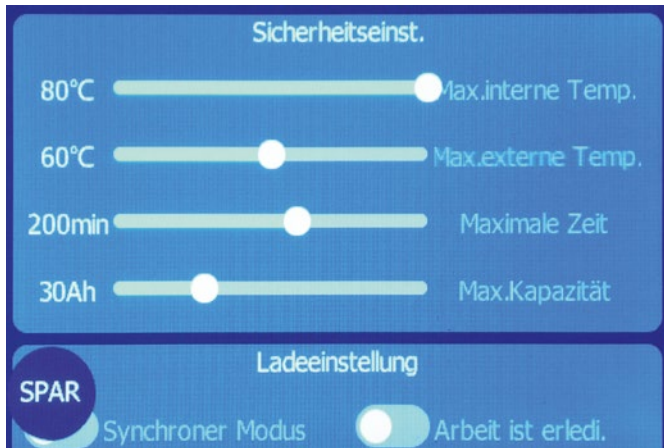 Sicherheitseinst.
80°C Max.interne Temp.
60°C Max.externe Temp.
200min Maximale Zeit
30Ah Max.Kapazität
Ladeeinstellung
SPAR
Synchroner Modus Arbeit ist erledi.